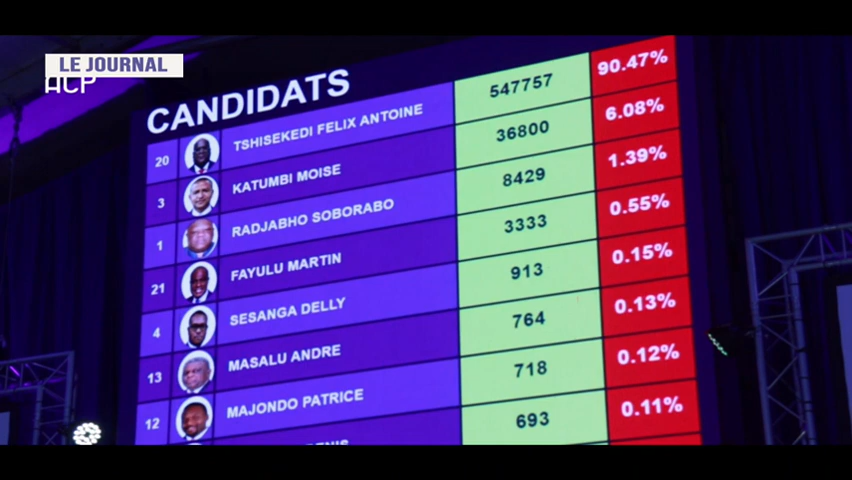 LE JOURNAL
ACP
CANDIDATS
20 TSHISEKEDI FELIX ANTOINE 547757 90.47%
3 KATUMBI MOISE 36800 6.08%
1 RADJABHO SOBORABO 8429 1.39%
21 FAYULU MARTIN 3333 0.55%
4 SESANGA DELLY 913 0.15%
13 MASALU ANDRE 764 0.13%
12 MAJONDO PATRICE 718 0.12%
693 0.11%